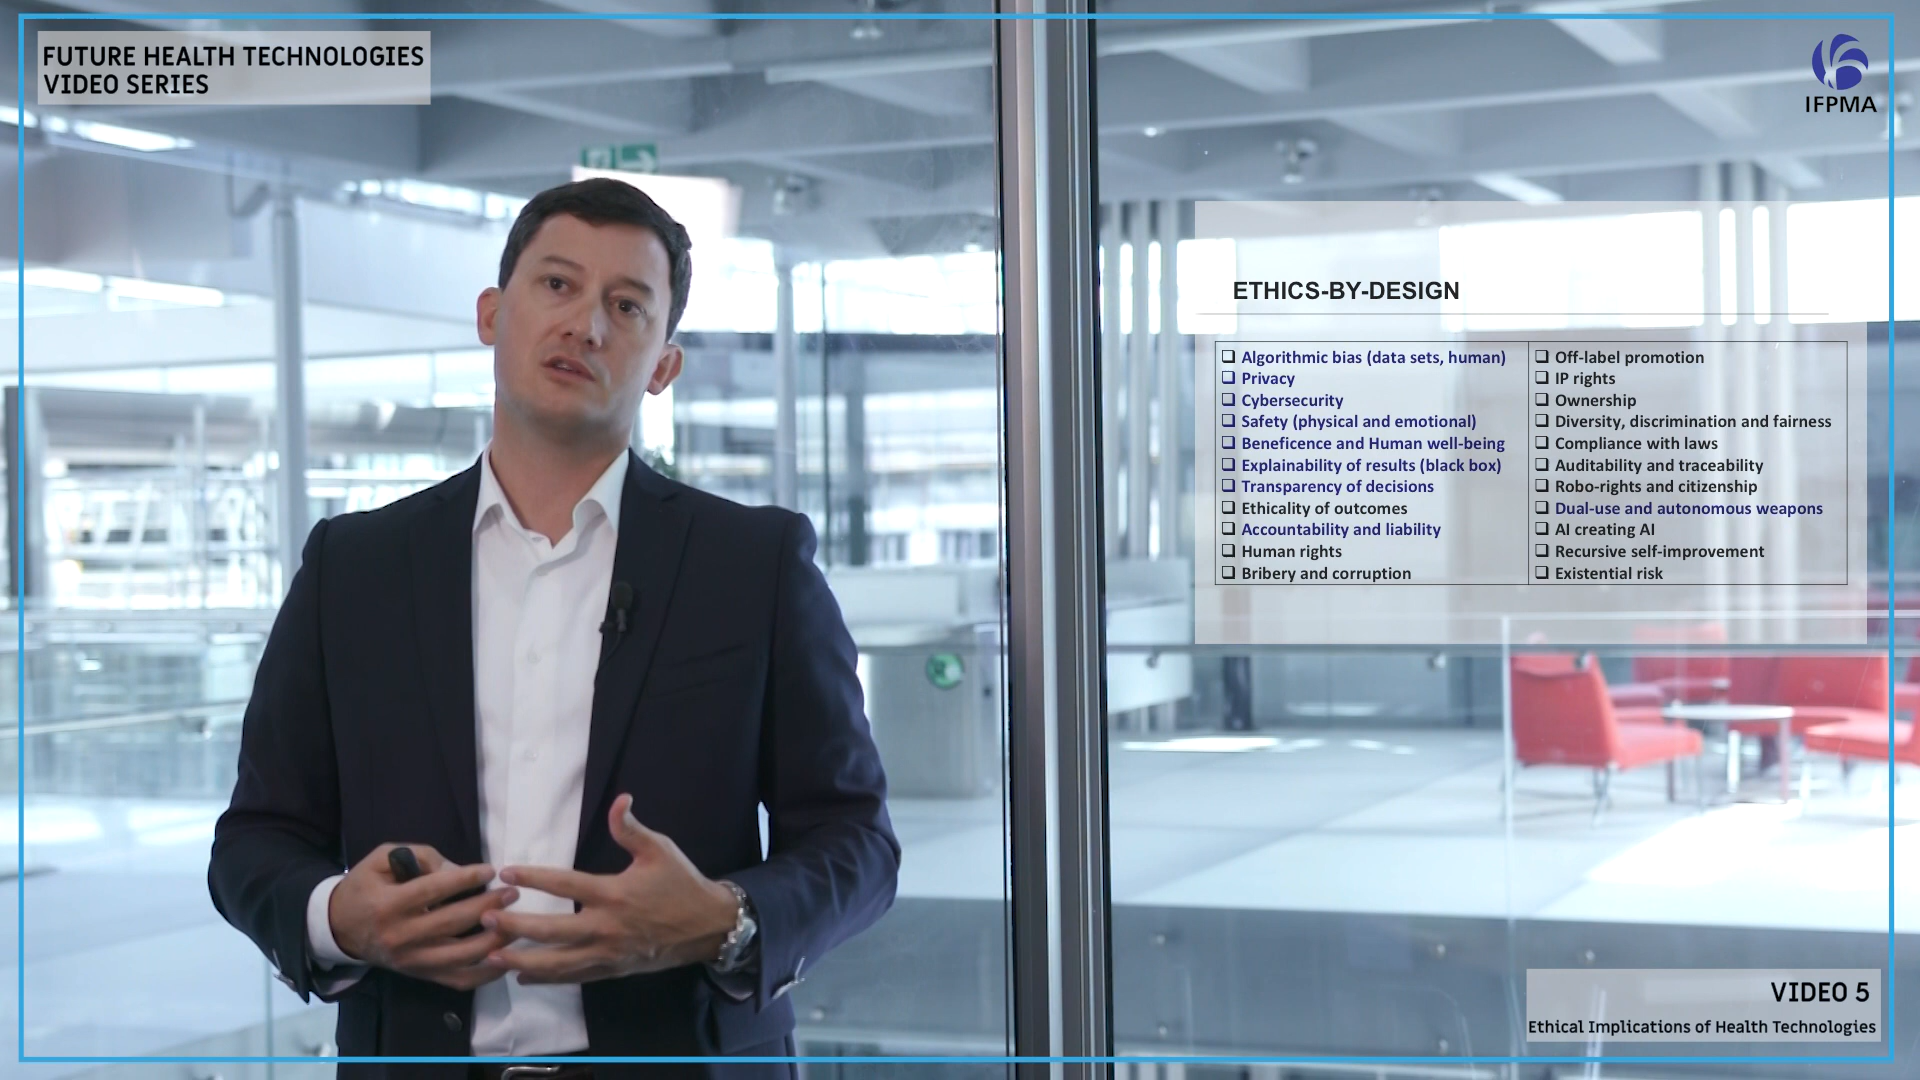 FUTURE HEALTH TECHNOLOGIES
VIDEO SERIES
IFPMA
ETHICS-BY-DESIGN
❑ Algorithmic bias (data sets, human)
❑ Privacy
❑ Cybersecurity
❑ Safety (physical and emotional)
❑ Beneficence and Human well-being
❑ Explainability of results (black box)
❑ Transparency of decisions
❑ Ethicality of outcomes
❑ Accountability and liability
❑ Human rights
❑ Bribery and corruption
❑ Off-label promotion
❑ IP rights
❑ Ownership
❑ Diversity, discrimination and fairness
❑ Compliance with laws
❑ Auditability and traceability
❑ Robo-rights and citizenship
❑ Dual-use and autonomous weapons
❑ AI creating AI
❑ Recursive self-improvement
❑ Existential risk
VIDEO 5
Ethical Implications of Health Technologies